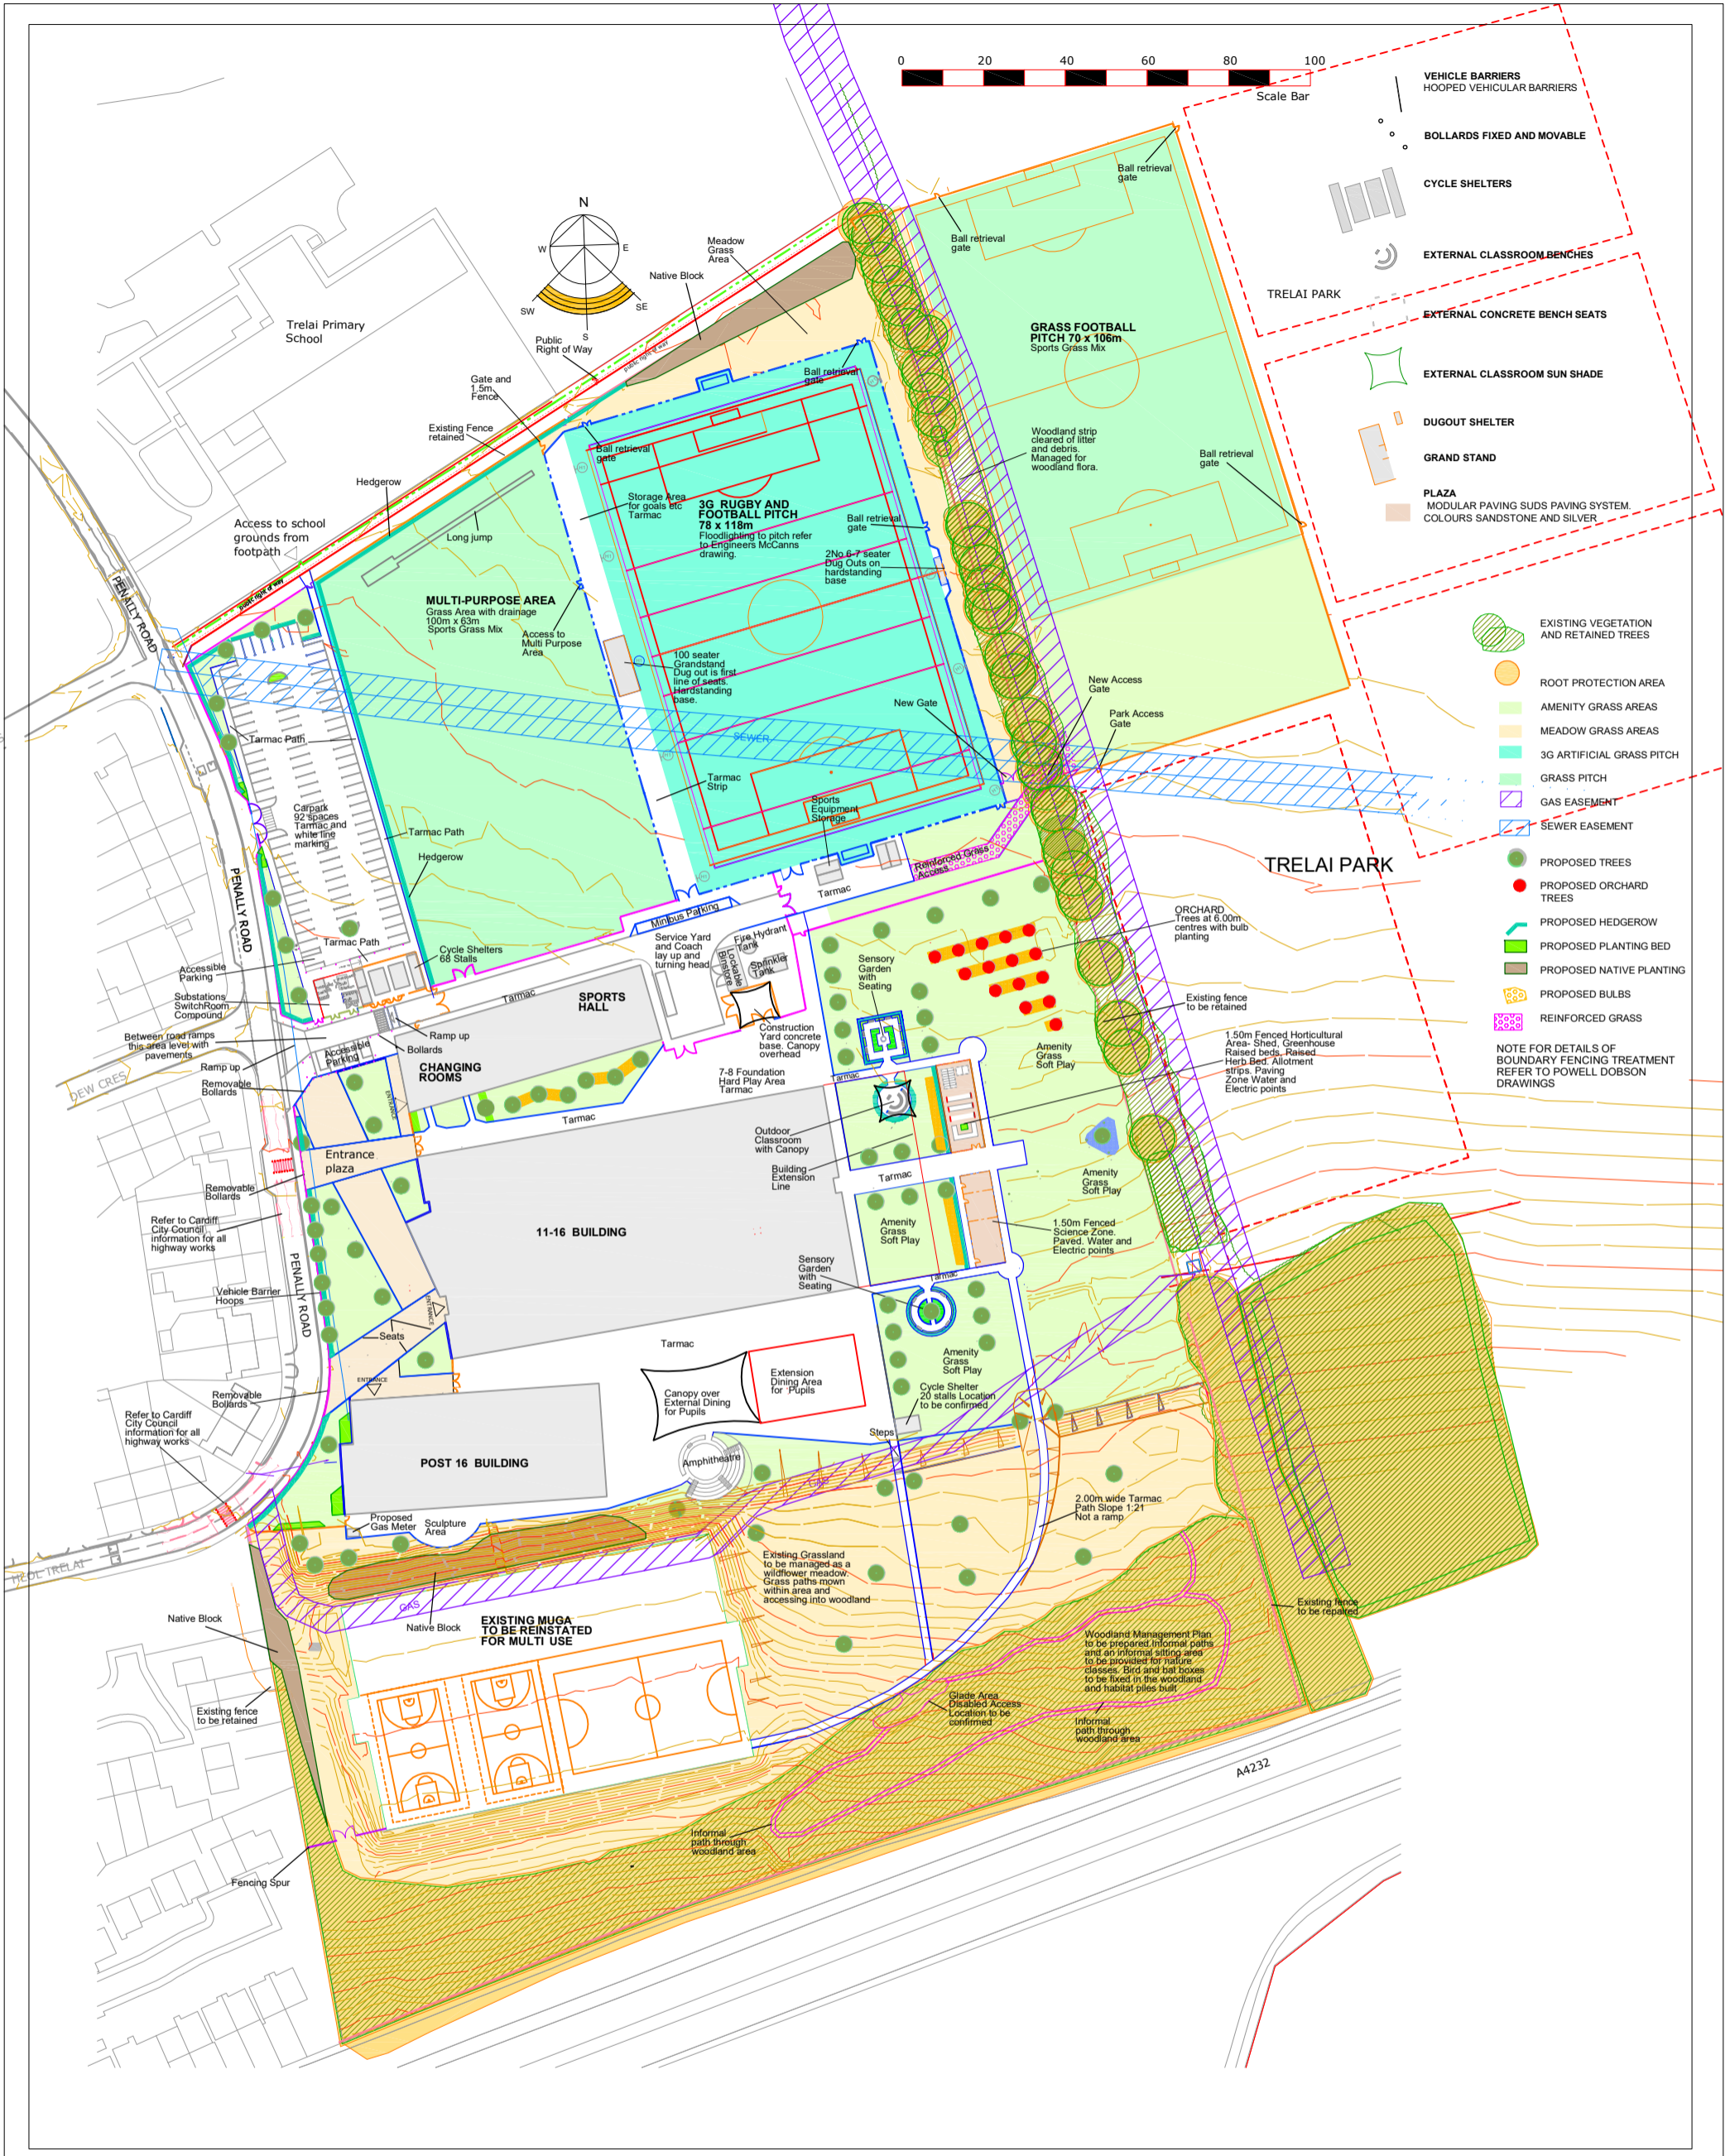 0 20 40 60 80 100
Scale Bar
VEHICLE BARRIERS
HOOPED VEHICULAR BARRIERS
BOLLARDS FIXED AND MOVABLE
CYCLE SHELTERS
EXTERNAL CLASSROOM BENCHES
TRELAI PARK
EXTERNAL CONCRETE BENCH SEATS
EXTERNAL CLASSROOM SUN SHADE
DUGOUT SHELTER
GRAND STAND
PLAZA
MODULAR PAVING SUDS PAVING SYSTEM.
COLOURS SANDSTONE AND SILVER
EXISTING VEGETATION
AND RETAINED TREES
ROOT PROTECTION AREA
AMENITY GRASS AREAS
MEADOW GRASS AREAS
3G ARTIFICIAL GRASS PITCH
GRASS PITCH
GAS EASEMENT
SEWER EASEMENT
PROPOSED TREES
PROPOSED ORCHARD
TREES
PROPOSED HEDGEROW
PROPOSED PLANTING BED
PROPOSED NATIVE PLANTING
PROPOSED BULBS
REINFORCED GRASS
NOTE FOR DETAILS OF
BOUNDARY FENCING TREATMENT
REFER TO POWELL DOBSON
DRAWINGS
N
W
E
SW
SE
S
Trelai Primary
School
Meadow
Grass
Area
Native Block
Public
Right of Way
public right of way
Gate and
1.5m
Fence
Existing Fence
retained
Hedgerow
Access to school
grounds from
footpath
public right of way
Long jump
Ball retrieval
gate
Ball retrieval
gate
Ball retrieval
gate
Ball retrieval
gate
Ball retrieval
gate
Ball retrieval
gate
GRASS FOOTBALL
PITCH 70 x 106m
Sports Grass Mix
Woodland strip
cleared of litter
and debris.
Managed for
woodland flora.
Storage Area
for goals etc
Tarmac
3G RUGBY AND
FOOTBALL PITCH
78 x 118m
Floodlighting to pitch refer
to Engineers McCanns
drawing.
2No 6-7 seater
Dug Outs on
hardstanding
base
MULTI-PURPOSE AREA
Grass Area with drainage
100m x 63m
Sports Grass Mix
Access to
Multi Purpose
Area
100 seater
Grandstand
Dug out is first
line of seats.
Hardstanding
base.
New Access
Gate
New Gate
Park Access
Gate
SEWER
Tarmac
Strip
Sports
Equipment
Storage
PENALLY ROAD
Tarmac Path
Carpark
92 spaces
Tarmac and
white line
marking
Tarmac Path
Hedgerow
PENALLY ROAD
TRELAI PARK
Reinforced Grass
Access
Tarmac
Minibus Parking
Service Yard
and Coach
lay up and
turning head
Fire Hydrant
Tank
Lockable
Binstore
Sprinkler
Tank
Tarmac Path
Cycle Shelters
68 Stalls
Accessible
Parking
Substations
SwitchRoom
Compound
Between road ramps
this area level with
pavements
Ramp up
Removable
Bollards
DEW CRES
Accessible
Parking
Ramp up
Bollards
Tarmac
SPORTS
HALL
CHANGING
ROOMS
ENTRANCE
Construction
Yard concrete
base. Canopy
overhead
7-8 Foundation
Hard Play Area
Tarmac
Tarmac
Sensory
Garden
with
Seating
ORCHARD
Trees at 6.00m
centres with bulb
planting
Existing fence
to be retained
1.50m Fenced Horticultural
Area- Shed, Greenhouse
Raised beds, Raised
Herb Bed. Allotment
strips. Paving
Zone Water and
Electric points
Amenity
Grass
Soft Play
Tarmac
Outdoor
Classroom
with Canopy
Building
Extension
Line
Tarmac
Entrance
plaza
Removable
Bollards
Refer to Cardiff
City Council
information for all
highway works
11-16 BUILDING
Amenity
Grass
Soft Play
Amenity
Grass
Soft Play
1.50m Fenced
Science Zone.
Paved. Water and
Electric points
Sensory
Garden
with
Seating
Tarmac
PENALLY ROAD
Vehicle Barrier
Hoops
Seats
ENTRANCE
ENTRANCE
Removable
Bollards
Refer to Cardiff
City Council
information for all
highway works
Tarmac
Canopy over
External Dining
for Pupils
Extension
Dining Area
for Pupils
Amenity
Grass
Soft Play
Cycle Shelter
20 stalls Location
to be confirmed
Steps
POST 16 BUILDING
Amphitheatre
GAS
Proposed
Gas Meter
Sculpture
Area
2.00m wide Tarmac
Path Slope 1:21
Not a ramp
HEOL TRELAI
Existing Grassland
to be managed as a
wildflower meadow.
Grass paths mown
within area and
accessing into woodland
GAS
Native Block
Native Block
EXISTING MUGA
TO BE REINSTATED
FOR MULTI USE
Existing fence
to be repaired
Woodland Management Plan
to be prepared.Informal paths
and an informal sitting area
to be provided for nature
classes. Bird and bat boxes
to be fixed in the woodland
and habitat piles built
Existing fence
to be retained
Glade Area
Disabled Access
Location to be
confirmed
Informal
path through
woodland area
A4232
Informal
path through
woodland area
Fencing Spur